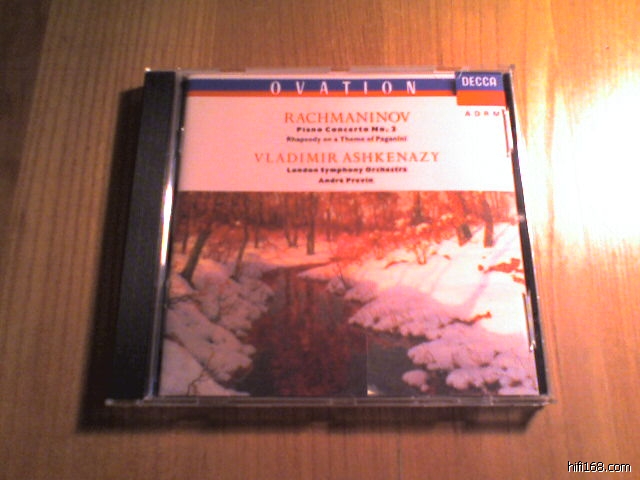 OVATION
DECCA
ADRM
RACHMANINOV
Piano Concerto No. 2
Rhapsody on a Theme of Paganini
VLADIMIR ASHKENAZY
London Symphony Orchestra
André Previn
hifi168.com